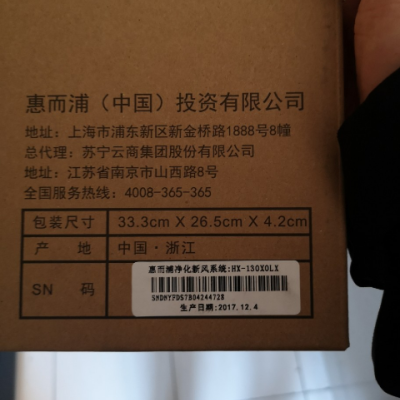 惠而浦（中国）投资有限公司
地址：上海市浦东新区新金桥路1888号8幢
总代理：苏宁云商集团股份有限公司
地址：江苏省南京市山西路8号
全国服务热线：4008-365-365
包装尺寸 33.3cm X 26.5cm X 4.2cm
产 地 中国·浙江
SN 码
惠而浦净化新风系统:HX-130X0LX
生产日期:2017.12.4